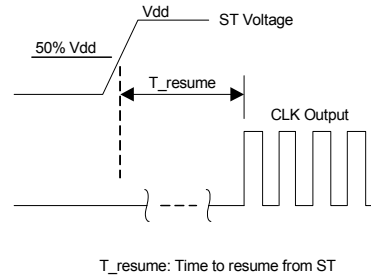 Vdd
ST Voltage
50% Vdd
T_resume
CLK Output
T_resume: Time to resume from ST